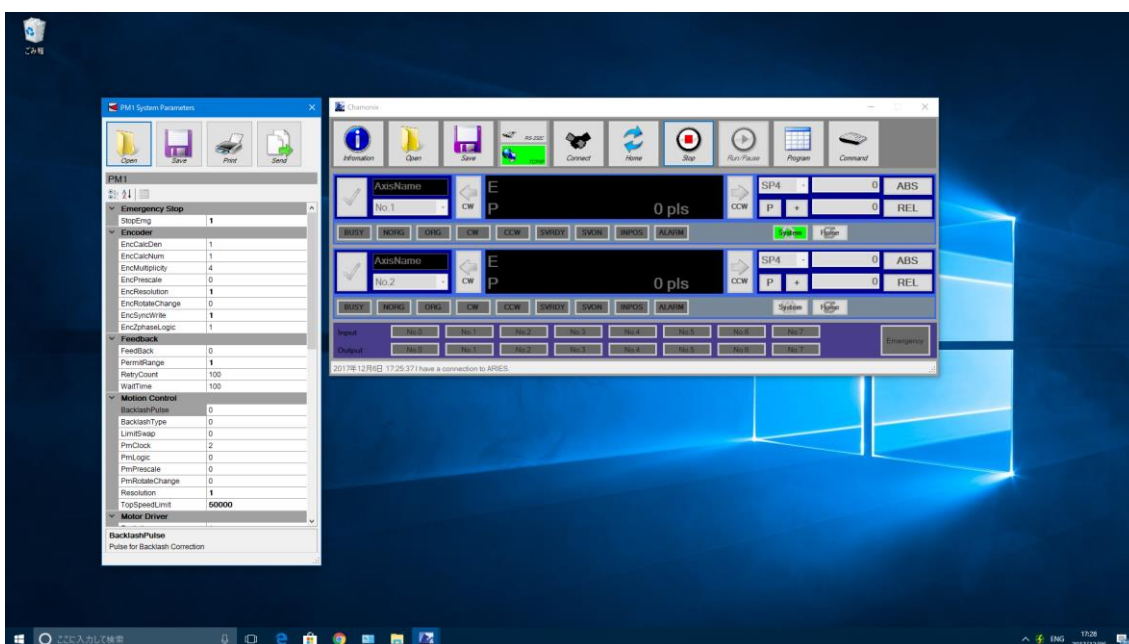 ごみ箱
PM1 System Parameters
Open Save Print Send
PM1
Emergency Stop
StopEmg 1
Encoder
EncCalcDen 1
EncCalcNum 1
EncMultiplicity 4
EncPrescale 0
EncResolution 1
EncRotateChange 0
EncSyncWrite 1
EncZphaseLogic 1
Feedback
FeedBack 0
PermitRange 1
RetryCount 100
WaitTime 100
Motion Control
BacklashPulse 0
BacklashType 0
LimitSwap 0
PmClock 2
PmLogic 0
PmPrescale 0
PmRotateChange 0
Resolution 1
TopSpeedLimit 50000
Motor Driver
BacklashPulse
Pulse for Backlash Correction
Chamonix
Infomation Open Save RS-232C TCP/IP Connect Home Stop Run/Pause Program Command
AxisName E SP4 0 ABS
No.1 CW P 0 pls CCW P + 0 REL
BUSY NORG ORG CW CCW SVRDY SVON INPOS ALARM System Home
AxisName E SP4 0 ABS
No.2 CW P 0 pls CCW P + 0 REL
BUSY NORG ORG CW CCW SVRDY SVON INPOS ALARM System Home
Input No.0 No.1 No.2 No.3 No.4 No.5 No.6 No.7 Emergency
Output No.0 No.1 No.2 No.3 No.4 No.5 No.6 No.7
2017年12月6日 17:25:37 I have a connection to ARIES.
ここに入力して検索
ENG 17:28